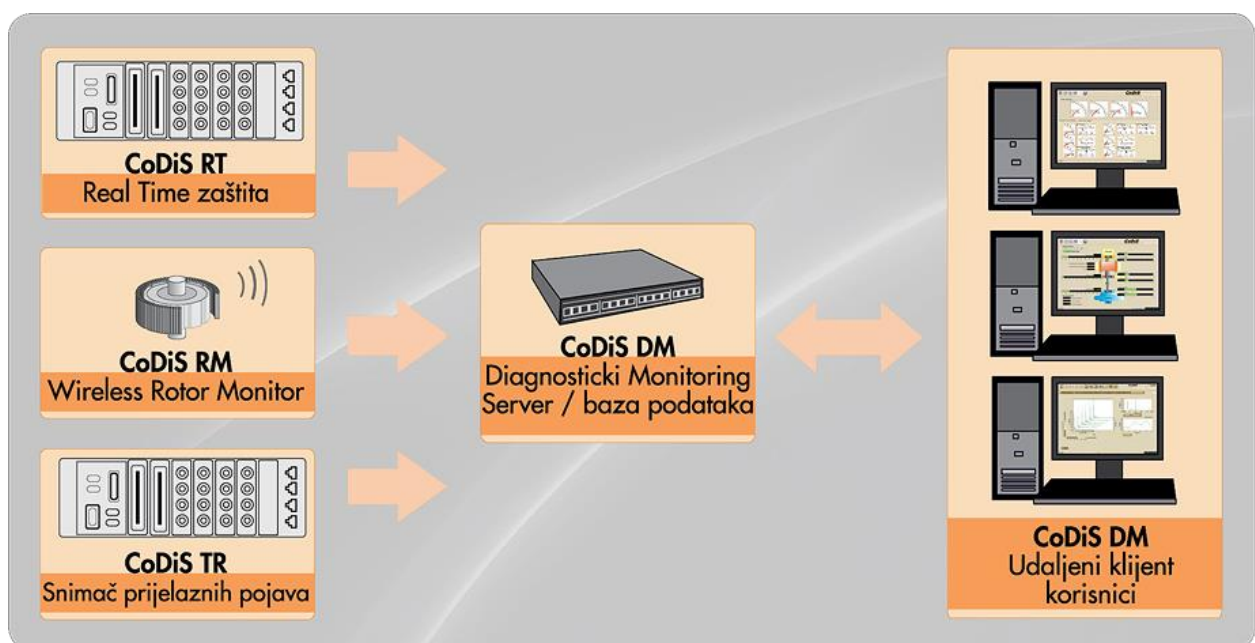 CoDiS RT
Real Time zaštita
CoDiS RM
Wireless Rotor Monitor
CoDiS TR
Snimač prijelaznih pojava
CoDiS DM
Diagnosticki Monitoring
Server / baza podataka
CoDiS DM
Udaljeni klijent
korisnici